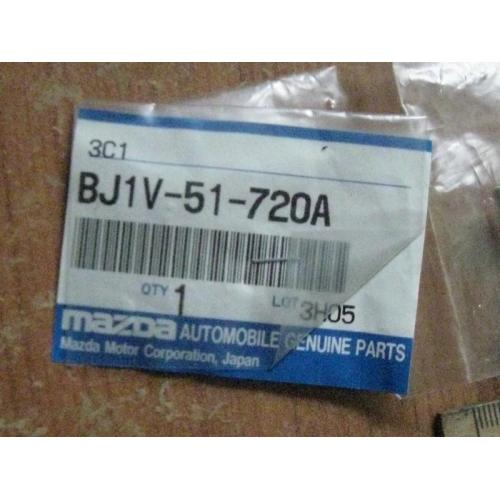 3C1
BJ1V-51-720A
QTY 1 LOT 3H05
mazda AUTOMOBILE GENUINE PARTS
Mazda Motor Corporation, Japan